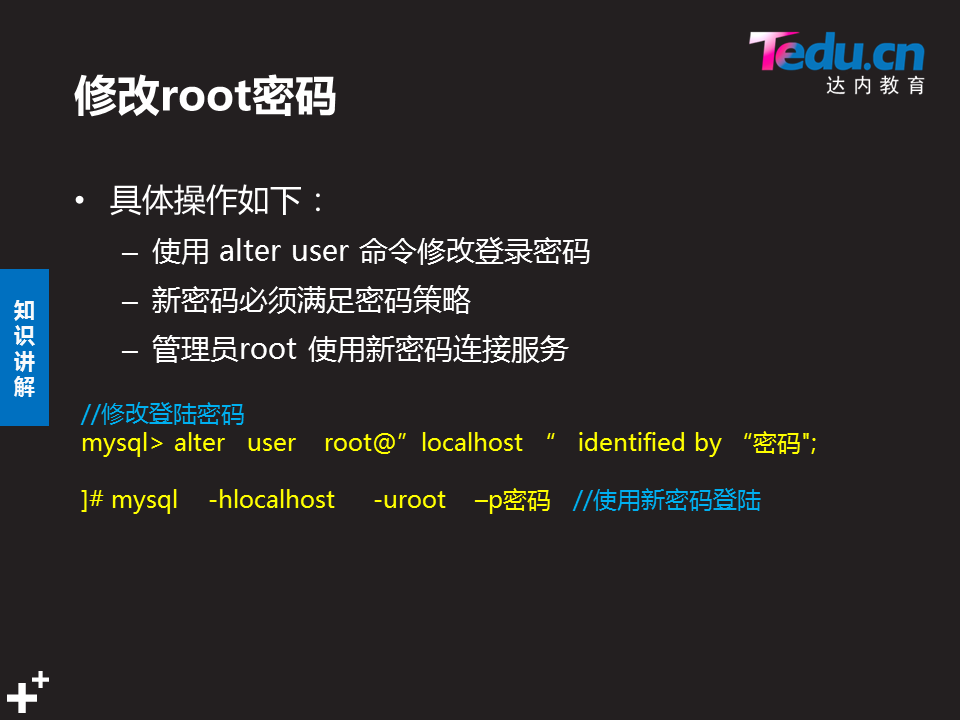 Tedu.cn
达内教育
修改root密码
• 具体操作如下：
– 使用 alter user 命令修改登录密码
– 新密码必须满足密码策略
– 管理员root 使用新密码连接服务
知识讲解
//修改登陆密码
mysql> alter user root@”localhost “ identified by “密码";
]# mysql -hlocalhost -uroot –p密码 //使用新密码登陆